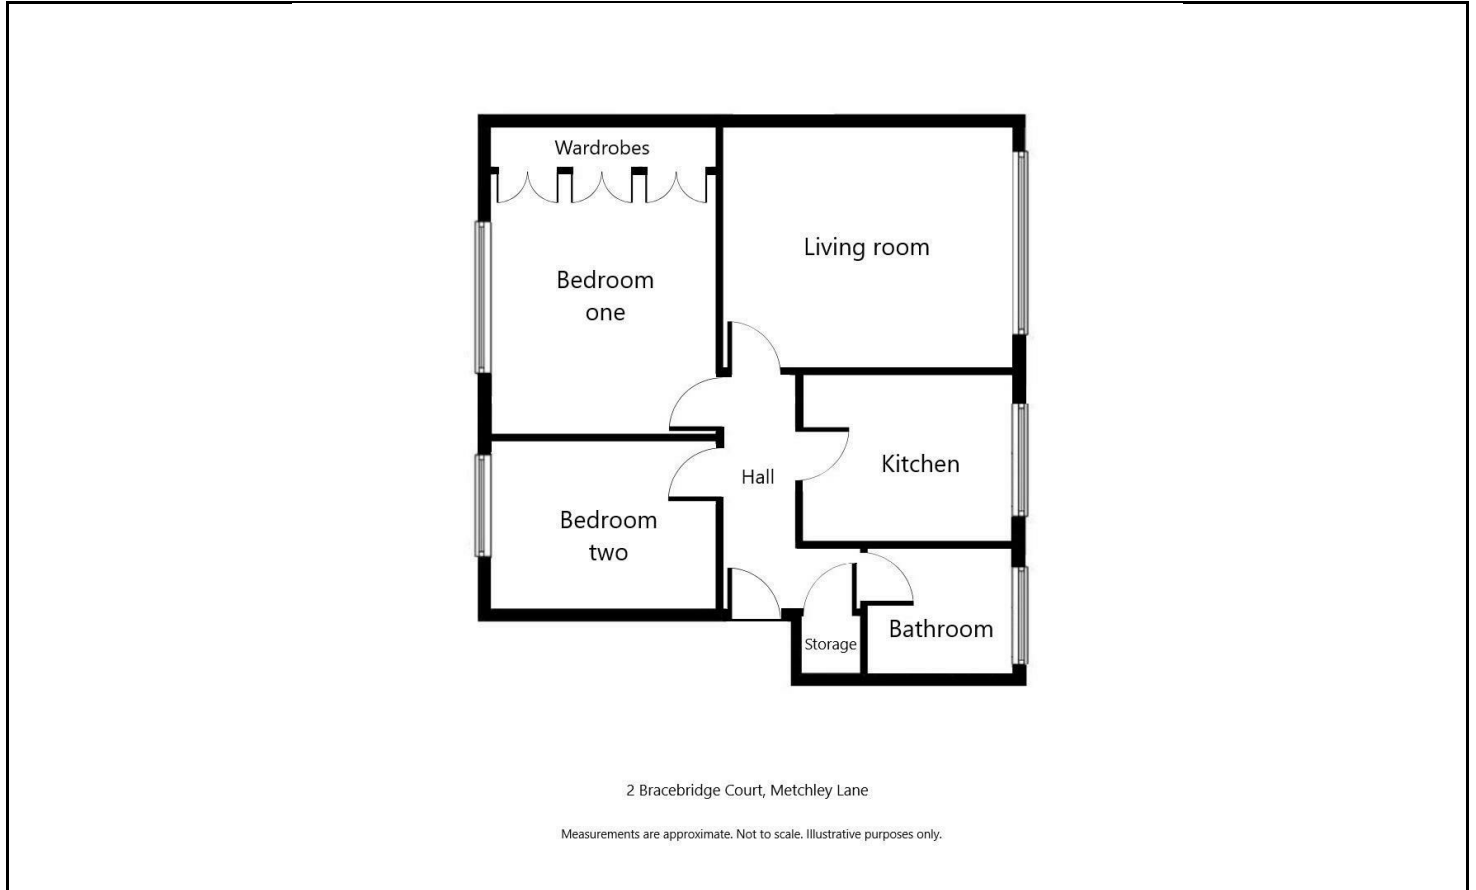 Wardrobes
Living room
Bedroom
one
Kitchen
Hall
Bedroom
two
Bathroom
Storage
2 Bracebridge Court, Metchley Lane
Measurements are approximate. Not to scale. Illustrative purposes only.